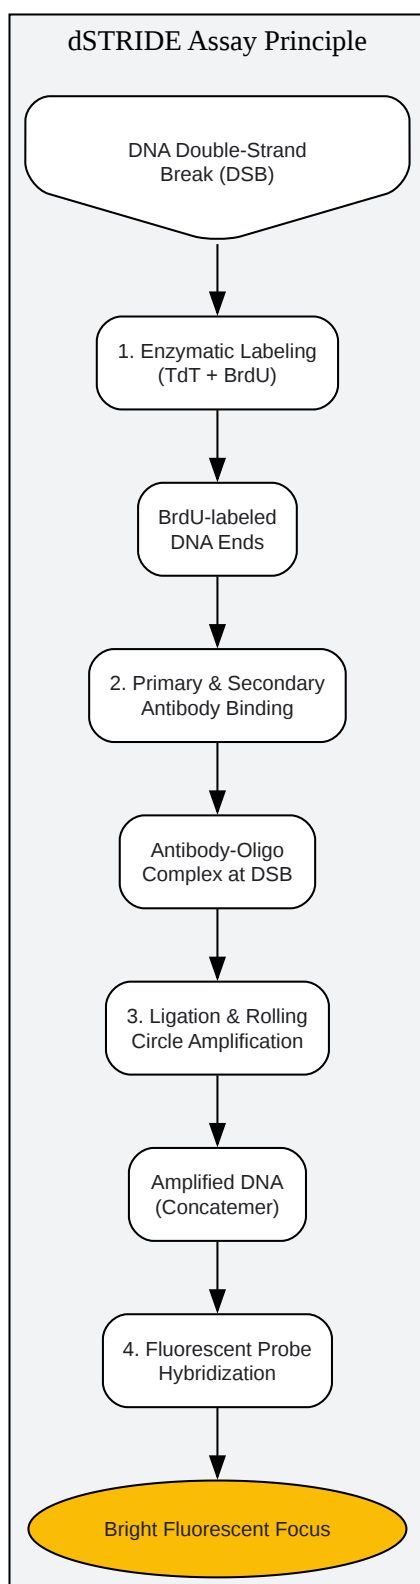 dSTRIDE Assay Principle
DNA Double-Strand
Break (DSB)
1. Enzymatic Labeling
(TdT + BrdU)
BrdU-labeled
DNA Ends
2. Primary & Secondary
Antibody Binding
Antibody-Oligo
Complex at DSB
3. Ligation & Rolling
Circle Amplification
Amplified DNA
(Concatemer)
4. Fluorescent Probe
Hybridization
Bright Fluorescent Focus